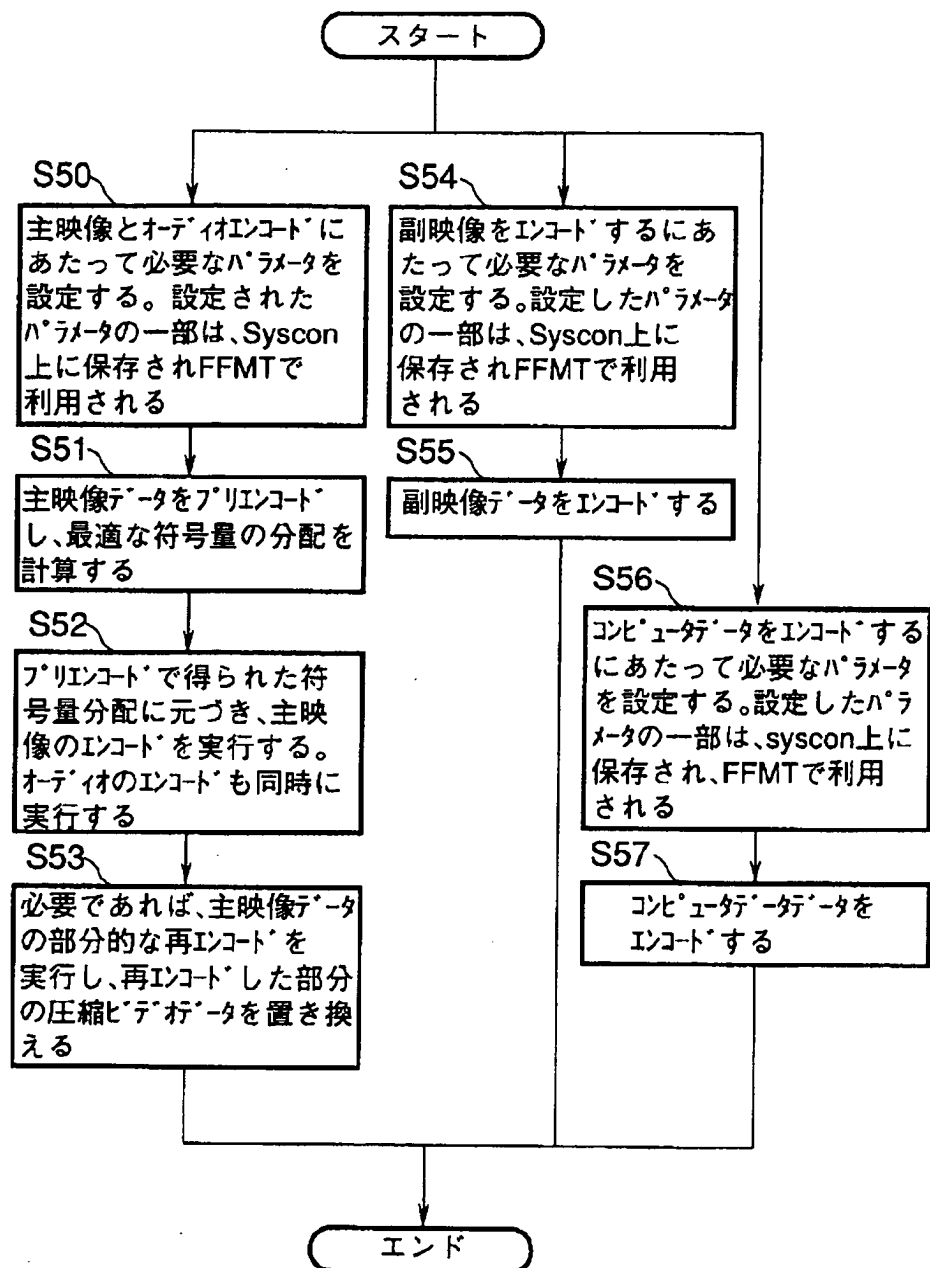 スタート
S50
主映像とオーディオエンコードに
あたって必要なパラメータを
設定する。設定された
パラメータの一部は、Syscon
上に保存されFFMTで
利用される
S51
主映像データをプリエンコード
し、最適な符号量の分配を
計算する
S52
プリエンコードで得られた符
号量分配に元づき、主映
像のエンコードを実行する。
オーディオのエンコードも同時に
実行する
S53
必要であれば、主映像データ
の部分的な再エンコードを
実行し、再エンコードした部分
の圧縮ビデオデータを置き換
える
S54
副映像をエンコードするにあ
たって必要なパラメータを
設定する。設定したパラメータ
の一部は、Syscon上に
保存されFFMTで利用
される
S55
副映像データをエンコードする
S56
コンピュータデータをエンコードする
にあたって必要なパラメータ
を設定する。設定したパラ
メータの一部は、syscon上に
保存され、FFMTで利用
される
S57
コンピュータデータデータを
エンコードする
エンド